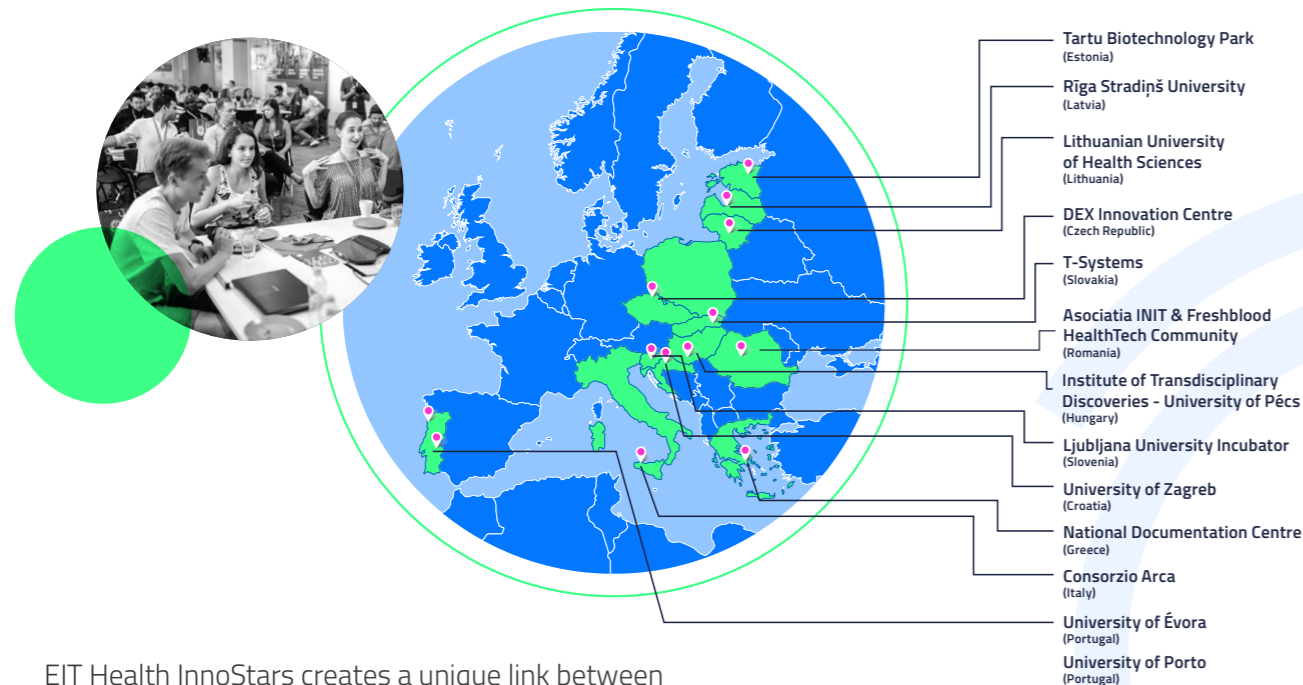 Tartu Biotechnology Park
(Estonia)
Rīga Stradiņš University
(Latvia)
Lithuanian University
of Health Sciences
(Lithuania)
DEX Innovation Centre
(Czech Republic)
T-Systems
(Slovakia)
Asociatia INIT & Freshblood
HealthTech Community
(Romania)
Institute of Transdisciplinary
Discoveries - University of Pécs
(Hungary)
Ljubljana University Incubator
(Slovenia)
University of Zagreb
(Croatia)
National Documentation Centre
(Greece)
Consorzio Arca
(Italy)
University of Évora
(Portugal)
University of Porto
(Portugal)
EIT Health InnoStars creates a unique link between